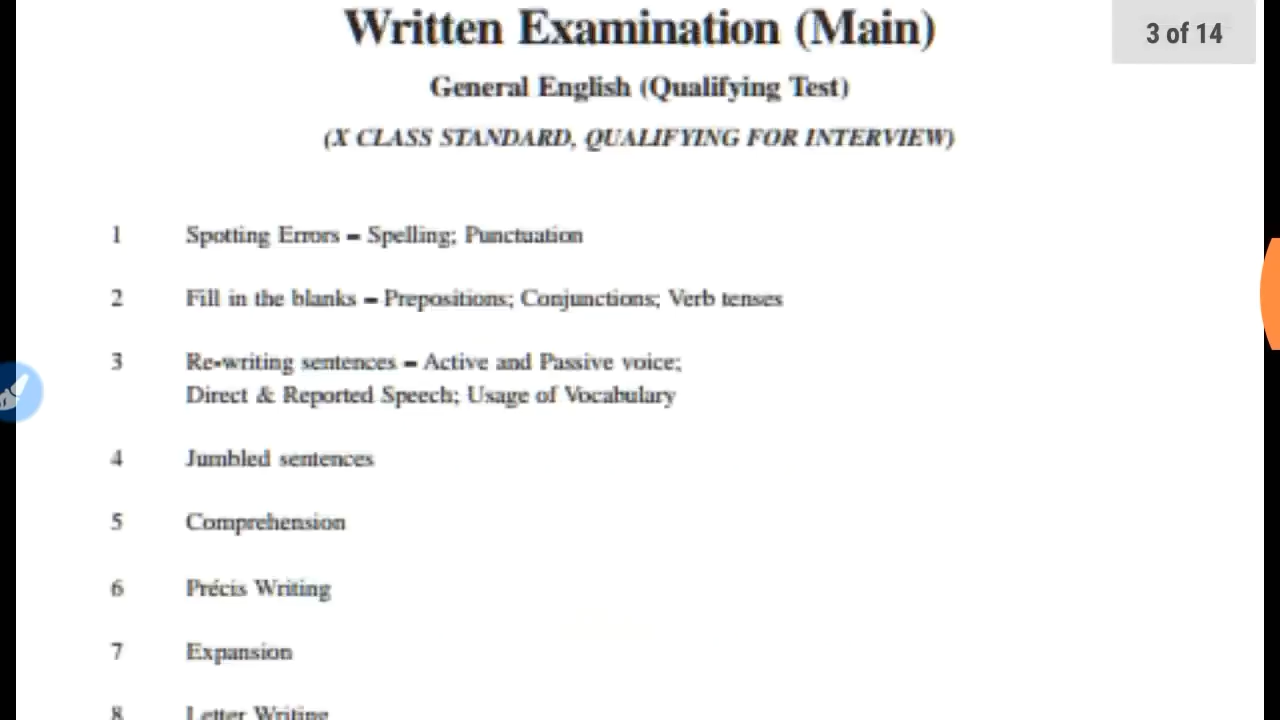 Written Examination (Main)
3 of 14
General English (Qualifying Test)
(X CLASS STANDARD, QUALIFYING FOR INTERVIEW)
1 Spotting Errors – Spelling; Punctuation
2 Fill in the blanks – Prepositions; Conjunctions; Verb tenses
3 Re-writing sentences – Active and Passive voice;
Direct & Reported Speech; Usage of Vocabulary
4 Jumbled sentences
5 Comprehension
6 Précis Writing
7 Expansion
8 Letter Writing